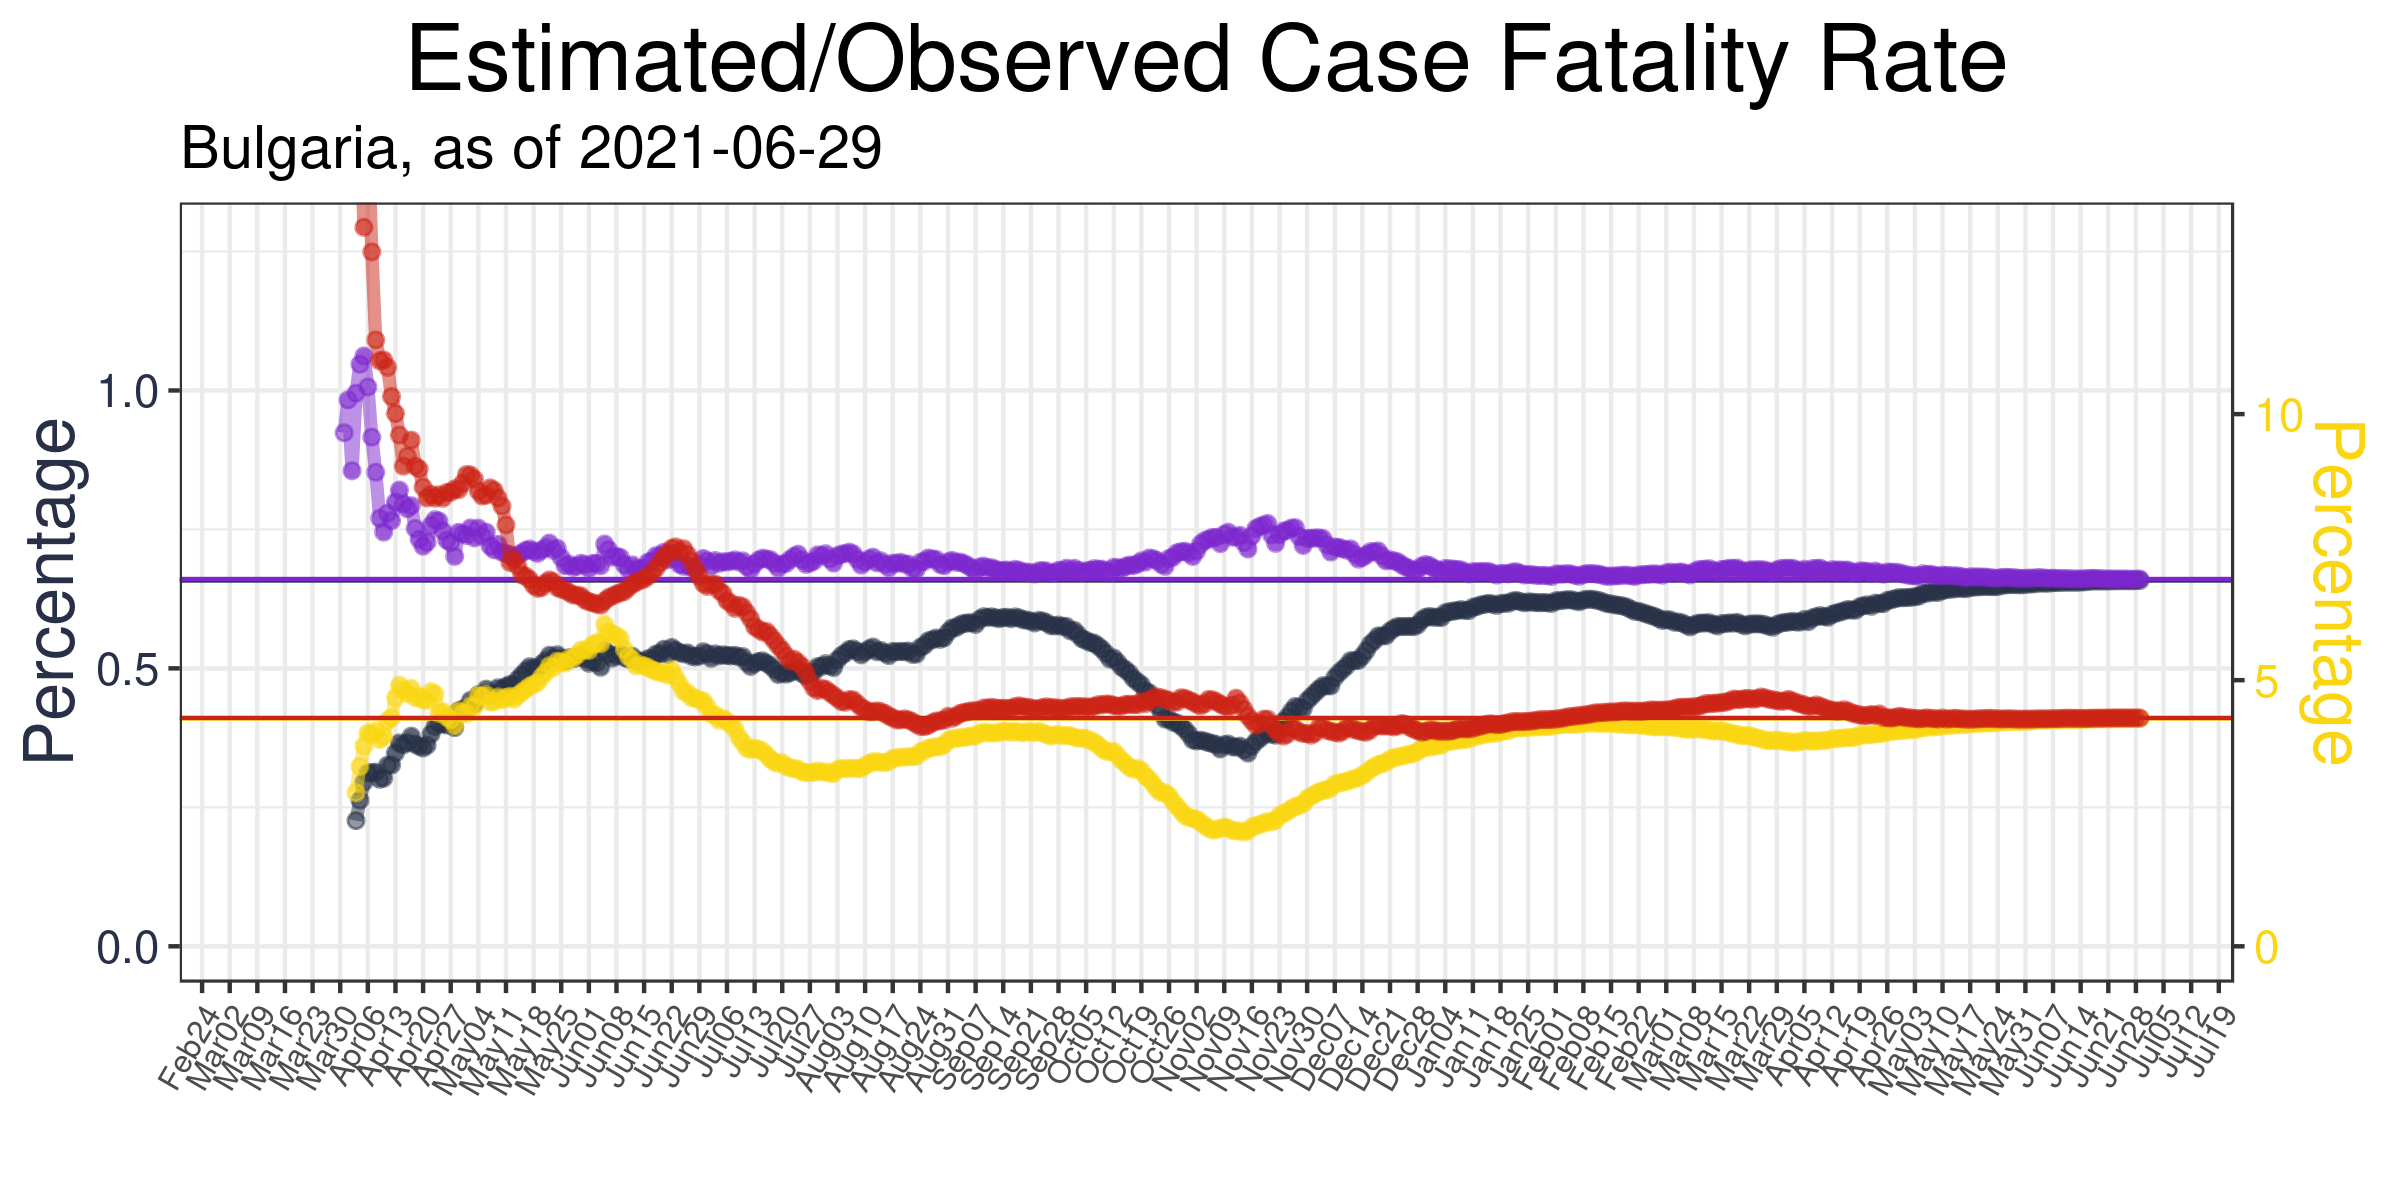 Estimated/Observed Case Fatality Rate
Bulgaria, as of 2021-06-29
Percentage
1.0
0.5
0.0
10
5
0
Percentage
Feb24
Mar02
Mar09
Mar16
Mar23
Mar30
Apr06
Apr13
Apr20
Apr27
May04
May11
May18
May25
Jun01
Jun08
Jun15
Jun22
Jun29
Jul06
Jul13
Jul20
Jul27
Aug03
Aug10
Aug17
Aug24
Aug31
Sep07
Sep14
Sep21
Sep28
Oct05
Oct12
Oct19
Oct26
Nov02
Nov09
Nov16
Nov23
Nov30
Dec07
Dec14
Dec21
Dec28
Jan04
Jan11
Jan18
Jan25
Feb01
Feb08
Feb15
Feb22
Mar01
Mar08
Mar15
Mar22
Mar29
Apr05
Apr12
Apr19
Apr26
May03
May10
May17
May24
May31
Jun07
Jun14
Jun21
Jun28
Jul05
Jul12
Jul19